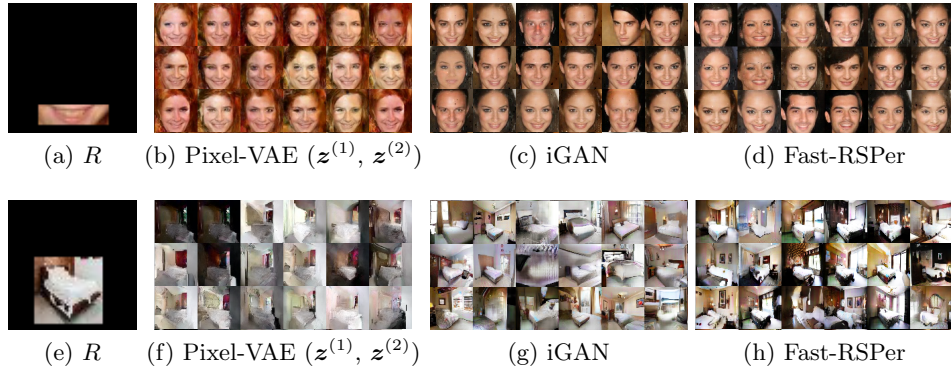 (a) R
(b) Pixel-VAE (z⁽¹⁾, z⁽²⁾)
(c) iGAN
(d) Fast-RSPer
(e) R
(f) Pixel-VAE (z⁽¹⁾, z⁽²⁾)
(g) iGAN
(h) Fast-RSPer